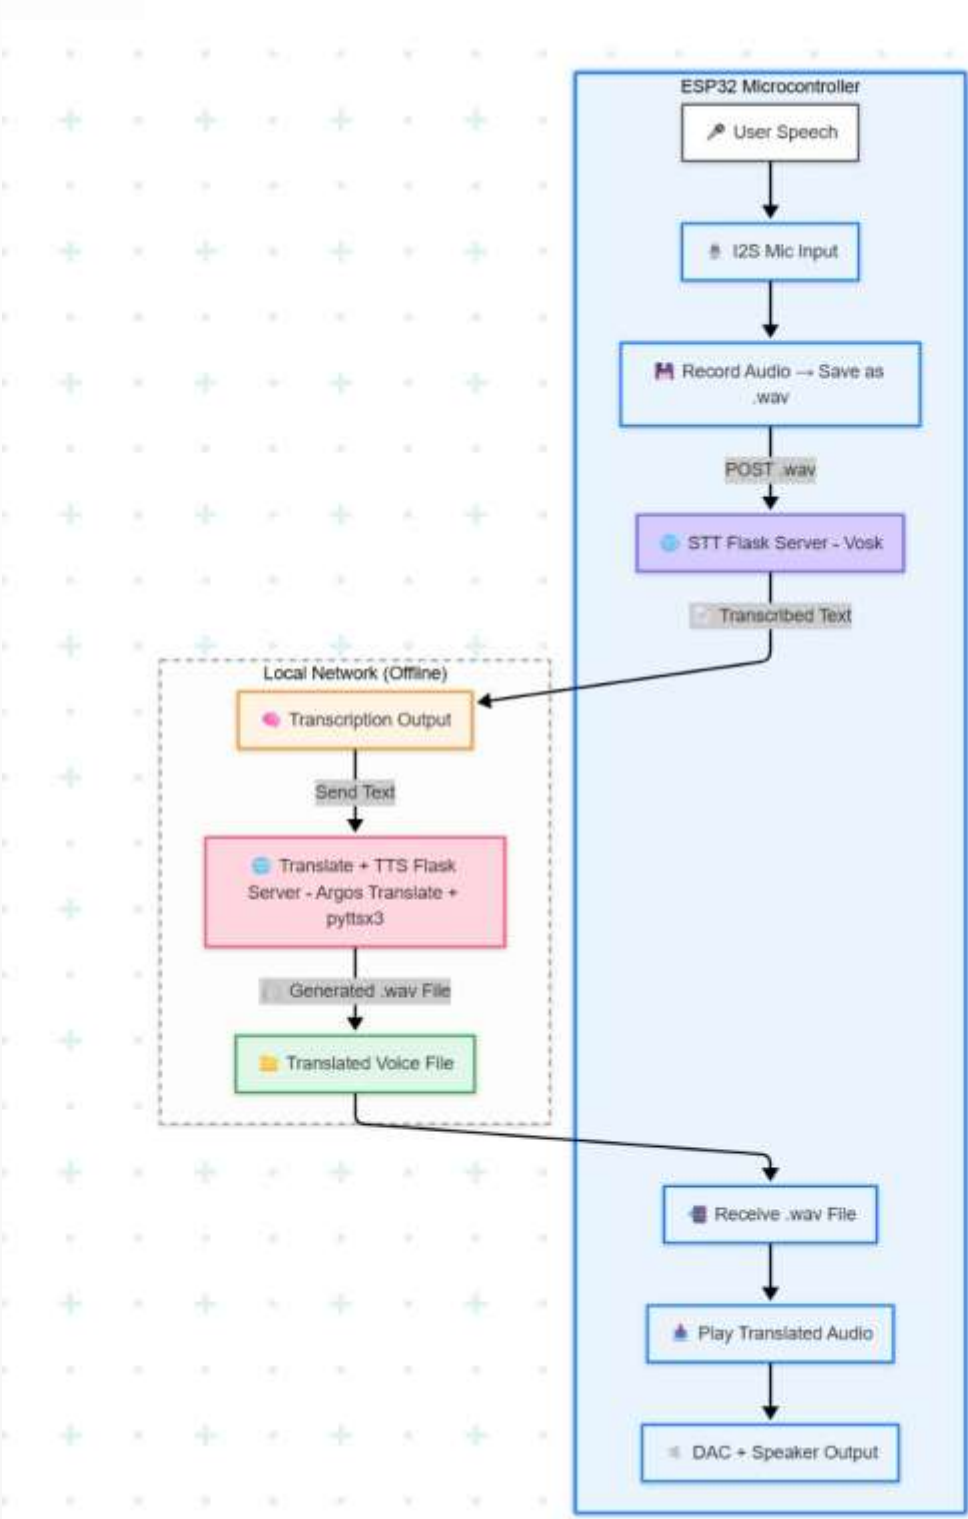 ESP32 Microcontroller
User Speech
I2S Mic Input
Record Audio → Save as
.wav
POST .wav
STT Flask Server - Vosk
Transcribed Text
Local Network (Offline)
Transcription Output
Send Text
Translate + TTS Flask
Server - Argos Translate +
pyttsx3
Generated .wav File
Translated Voice File
Receive .wav File
Play Translated Audio
DAC + Speaker Output